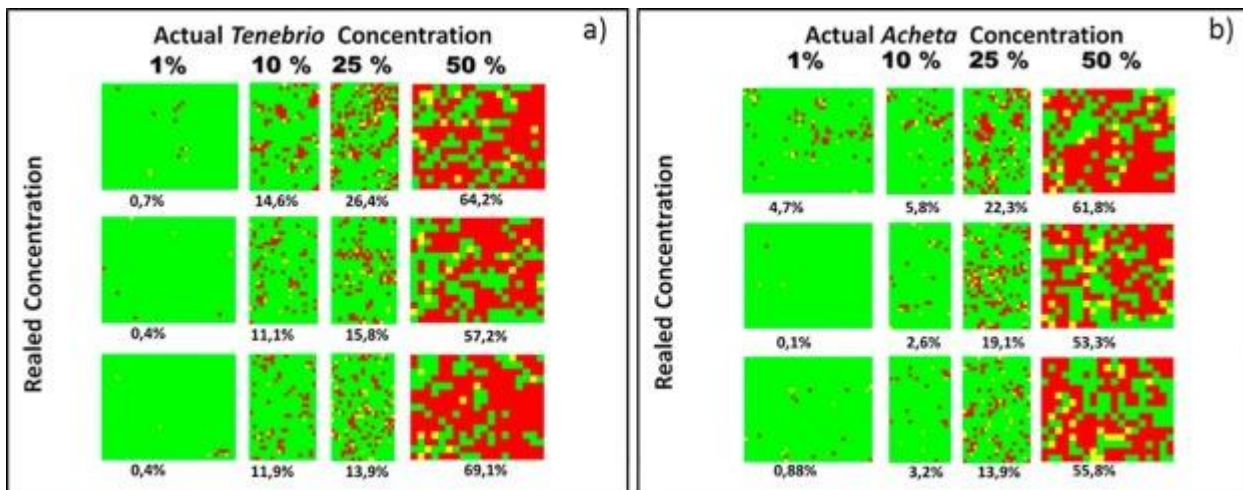 Actual Tenebrio Concentration
a)
1% 10 % 25 % 50 %
Realed Concentration
0,7% 14,6% 26,4% 64,2%
0,4% 11,1% 15,8% 57,2%
0,4% 11,9% 13,9% 69,1%
Actual Acheta Concentration
b)
1% 10 % 25 % 50 %
Realed Concentration
4,7% 5,8% 22,3% 61,8%
0,1% 2,6% 19,1% 53,3%
0,88% 3,2% 13,9% 55,8%